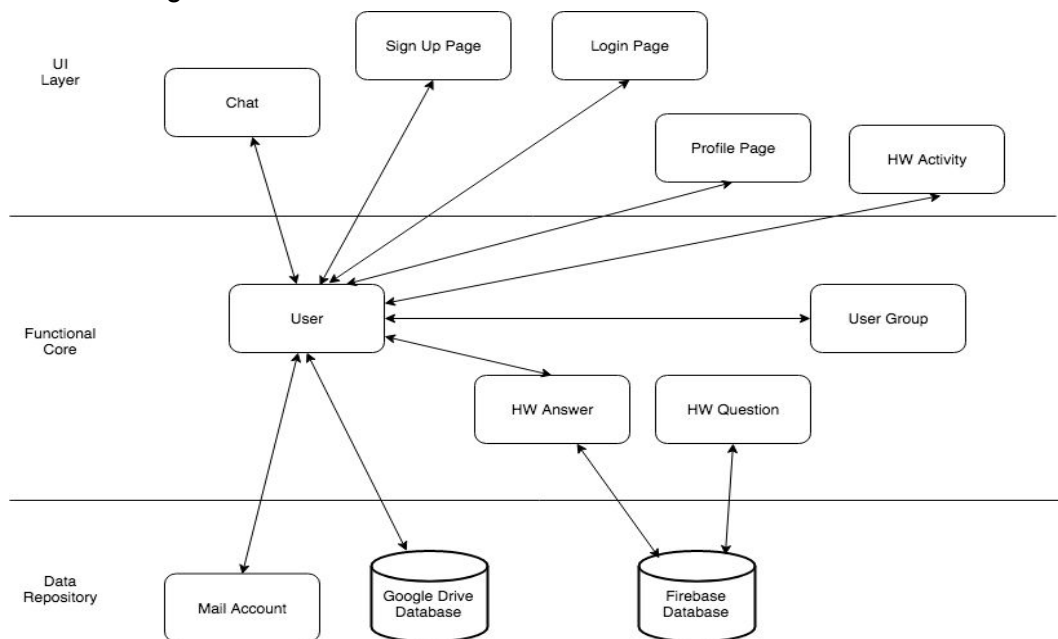 Sign Up Page
Login Page
UI
Layer
Chat
Profile Page
HW Activity
User
User Group
Functional
Core
HW Answer
HW Question
Data
Repository
Mail Account
Google Drive
Database
Firebase
Database